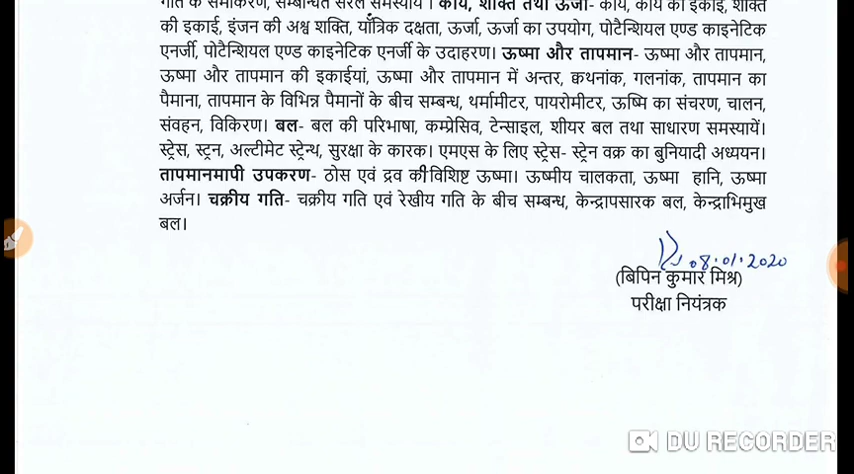 गति के समीकरण, सम्बन्धित सरल समस्यायें । कार्य, शक्ति तथा ऊर्जा- कार्य, कार्य की इकाई, शक्ति
की इकाई, इंजन की अश्व शक्ति, याँत्रिक दक्षता, ऊर्जा, ऊर्जा का उपयोग, पोटैन्शियल एण्ड काइनेटिक
एनर्जी, पोटैन्शियल एण्ड काइनेटिक एनर्जी के उदाहरण। ऊष्मा और तापमान- ऊष्मा और तापमान,
ऊष्मा और तापमान की इकाईयां, ऊष्मा और तापमान में अन्तर, क्वथनांक, गलनांक, तापमान का
पैमाना, तापमान के विभिन्न पैमानों के बीच सम्बन्ध, थर्मामीटर, पायरोमीटर, ऊष्मि का संचरण, चालन,
संवहन, विकिरण। बल- बल की परिभाषा, कम्प्रेसिव, टेन्साइल, शीयर बल तथा साधारण समस्यायें।
स्ट्रेस, स्ट्रन, अल्टीमेट स्ट्रेन्थ, सुरक्षा के कारक। एमएस के लिए स्ट्रेस- स्ट्रेन वक्र का बुनियादी अध्ययन।
तापमानमापी उपकरण- ठोस एवं द्रव की विशिष्ट ऊष्मा। ऊष्मीय चालकता, ऊष्मा हानि, ऊष्मा
अर्जन। चक्रीय गति- चक्रीय गति एवं रेखीय गति के बीच सम्बन्ध, केन्द्रापसारक बल, केन्द्राभिमुख
बल।
08.01.2020
(बिपिन कुमार मिश्र)
परीक्षा नियंत्रक
DU RECORDER